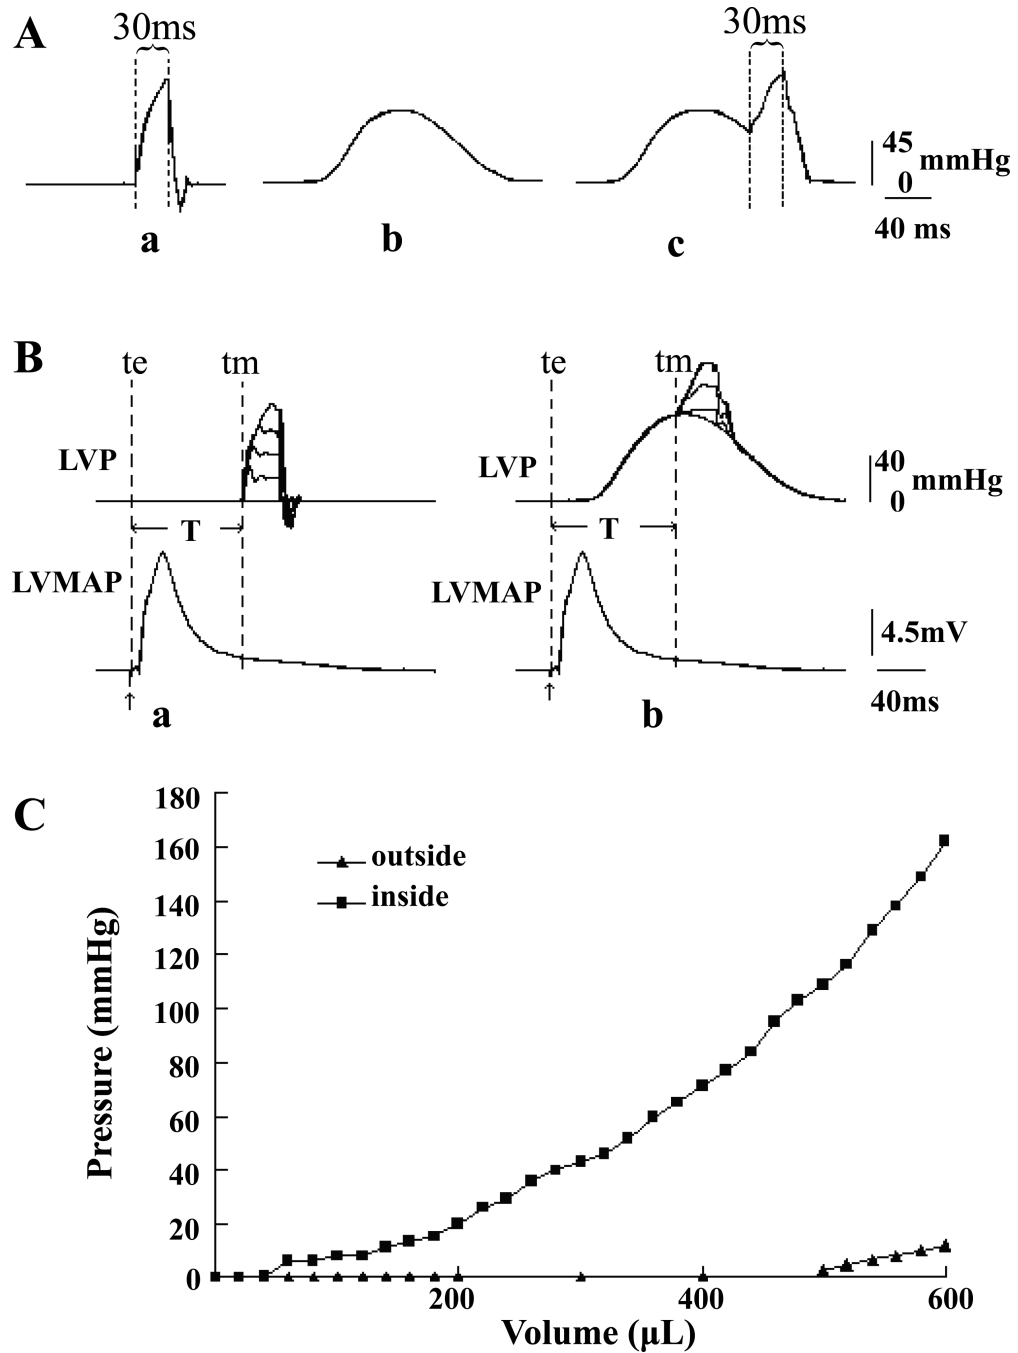 A
30ms
30ms
45
mmHg
0
40 ms
a
b
c
B
te
tm
te
tm
LVP
LVP
40
mmHg
0
T
T
LVMAP
LVMAP
4.5mV
↑
↑
40ms
a
b
C
180
160
140
120
100
80
60
40
20
0
outside
inside
Pressure (mmHg)
200
400
600
Volume (µL)